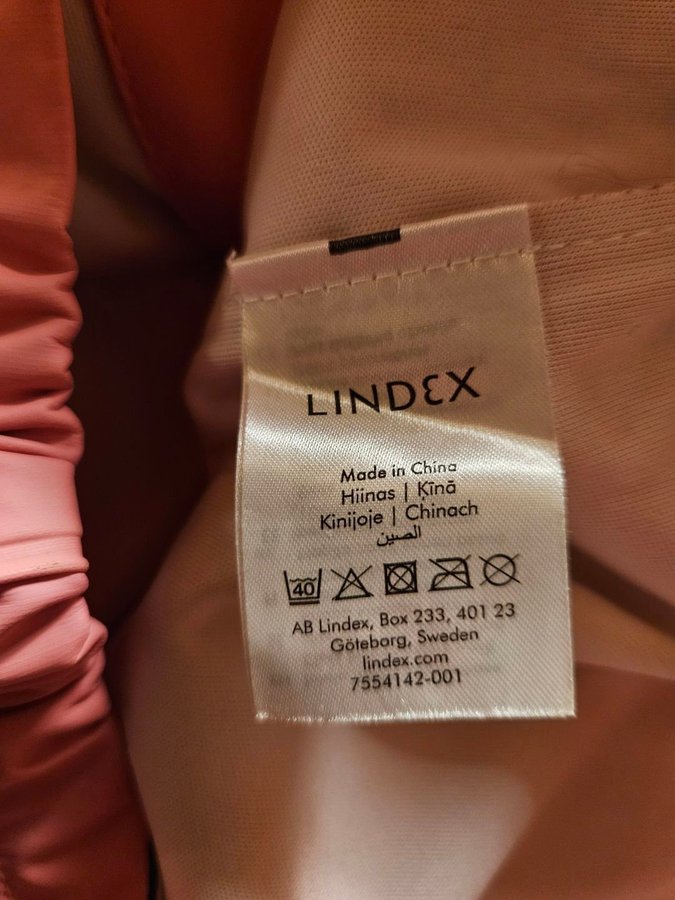 LINDEX
Made in China
Hiinas | Ķīnā
Kinijoje | Chinach
الصين
40
AB Lindex, Box 233, 401 23
Göteborg, Sweden
lindex.com
7554142-001